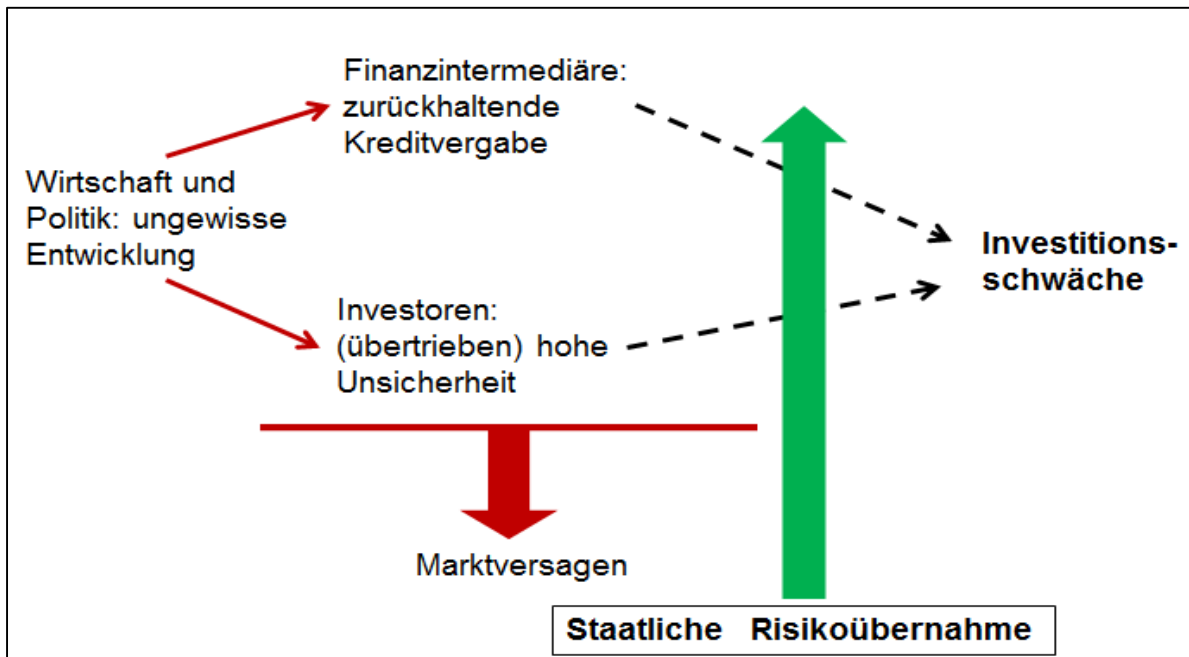 Finanzintermediäre:
zurückhaltende
Kreditvergabe
Wirtschaft und
Politik: ungewisse
Entwicklung
Investitions-
schwäche
Investoren:
(übertrieben) hohe
Unsicherheit
Marktversagen
Staatliche Risikoübernahme